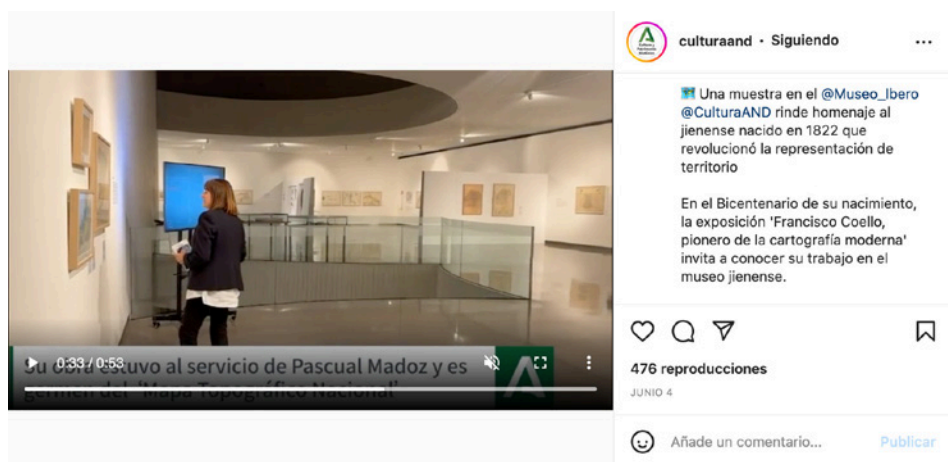 culturaand • Siguiendo
Una muestra en el @Museo_Ibero
@CulturaAND rinde homenaje al
jienense nacido en 1822 que
revolucionó la representación de
territorio
En el Bicentenario de su nacimiento,
la exposición 'Francisco Coello,
pionero de la cartografía moderna'
invita a conocer su trabajo en el
museo jienense.
476 reproducciones
JUNIO 4
Añade un comentario... Publicar
0:33 / 0:53
Su obra estuvo al servicio de Pascual Madoz y es
germen del 'Mapa Topográfico Nacional'